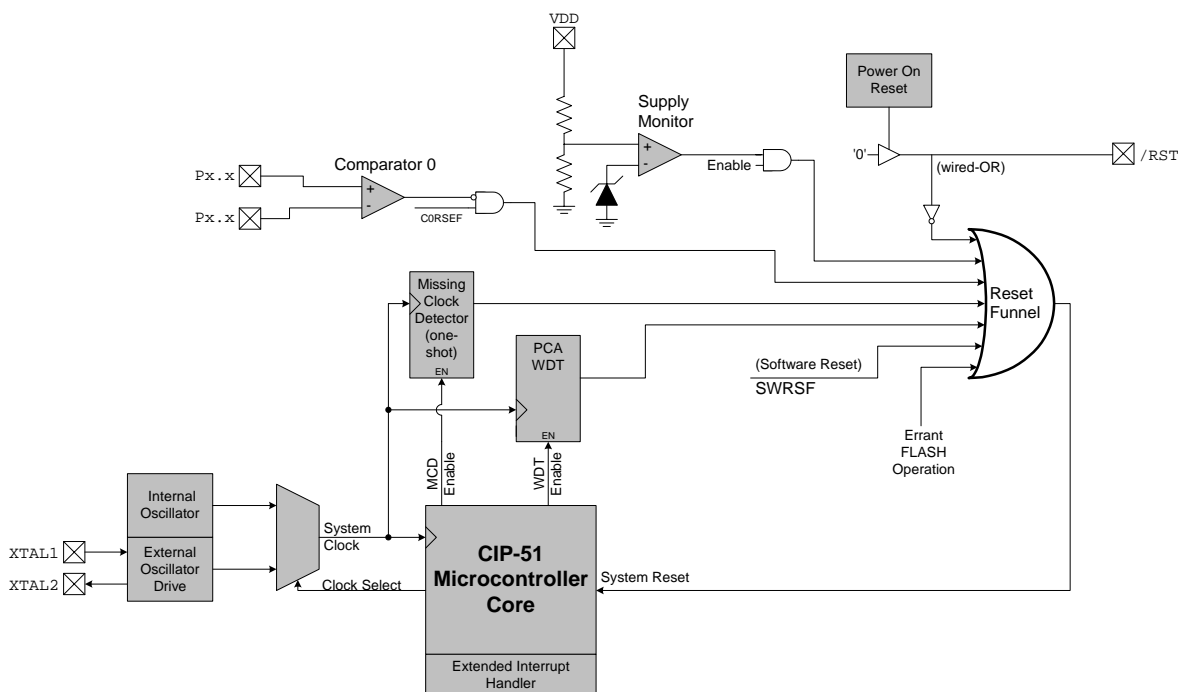 VDD
Power On
Reset
Supply
Monitor
+
-
Enable
'0'
(wired-OR)
/RST
Comparator 0
Px.x
Px.x
+
-
C0RSEF
Missing
Clock
Detector
(one-
shot)
EN
PCA
WDT
EN
Reset
Funnel
(Software Reset)
SWRSF
Errant
FLASH
Operation
MCD
Enable
WDT
Enable
Internal
Oscillator
External
Oscillator
Drive
XTAL1
XTAL2
System
Clock
Clock Select
CIP-51
Microcontroller
Core
System Reset
Extended Interrupt
Handler